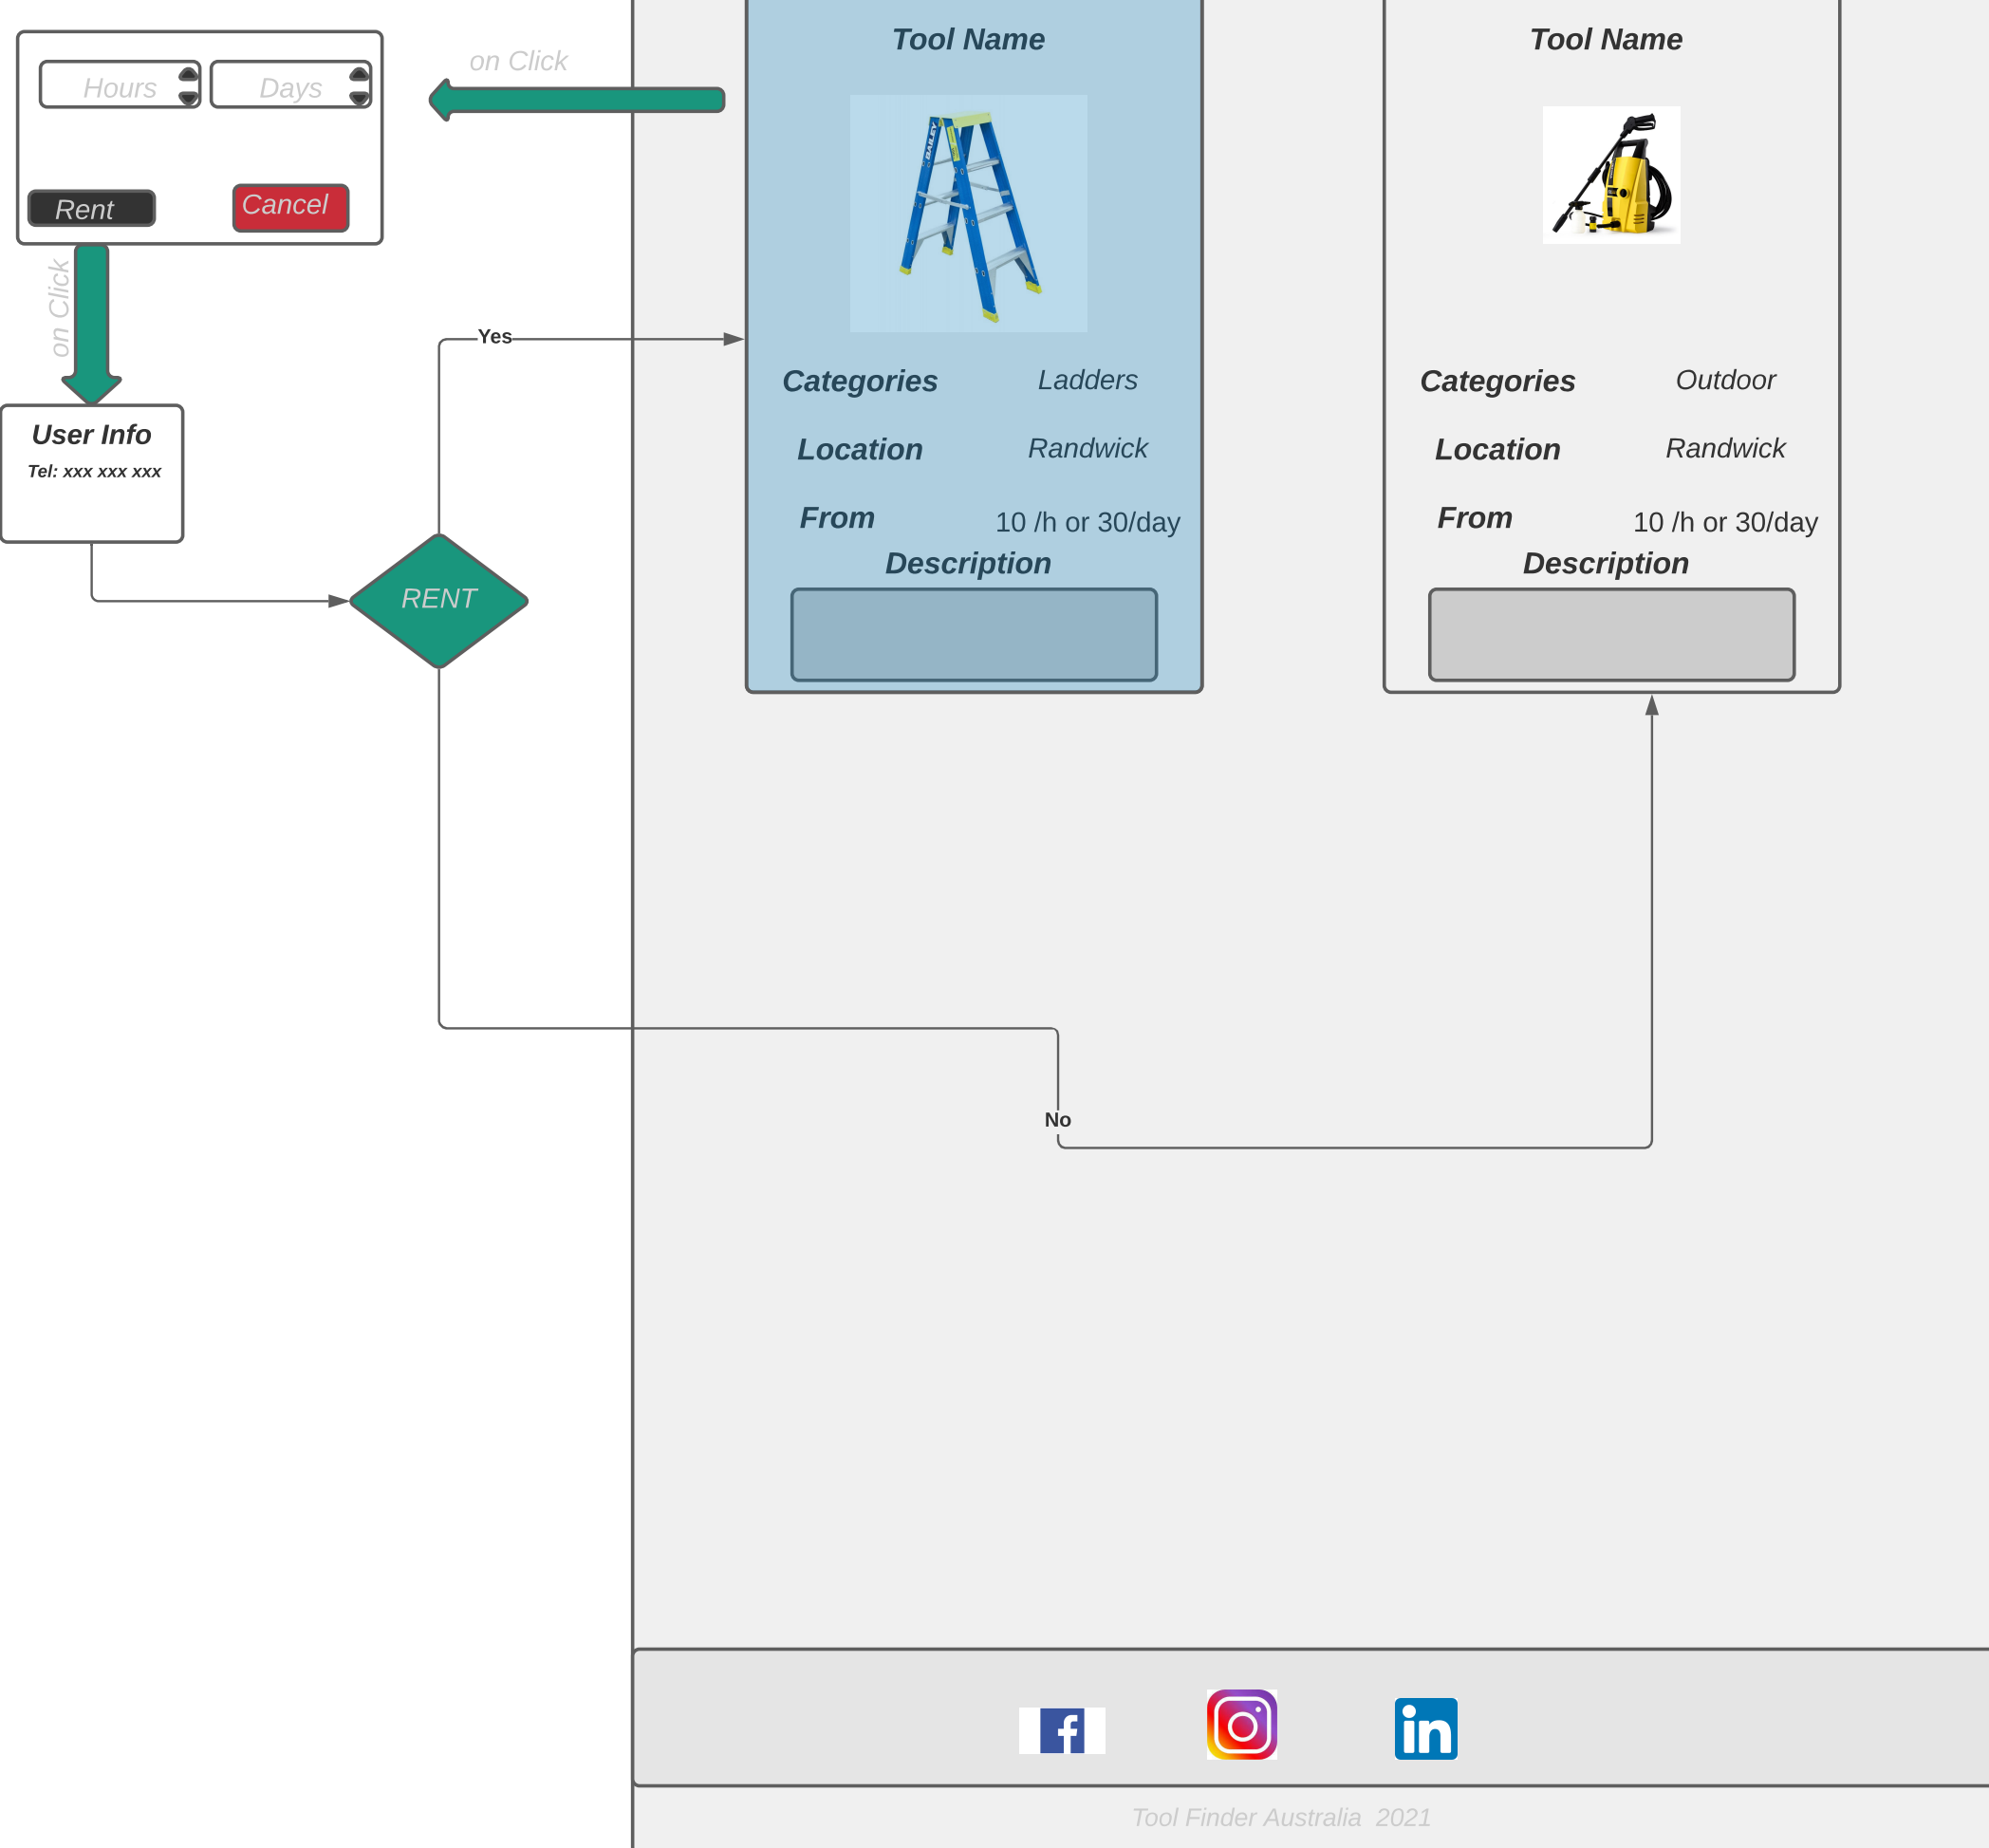 Hours
Days
Rent
Cancel
on Click
on Click
User Info
Tel: xxx xxx xxx
RENT
Yes
No
Tool Name
BAILEY
Categories Ladders
Location Randwick
From 10 /h or 30/day
Description
Tool Name
Categories Outdoor
Location Randwick
From 10 /h or 30/day
Description
f
in
Tool Finder Australia 2021